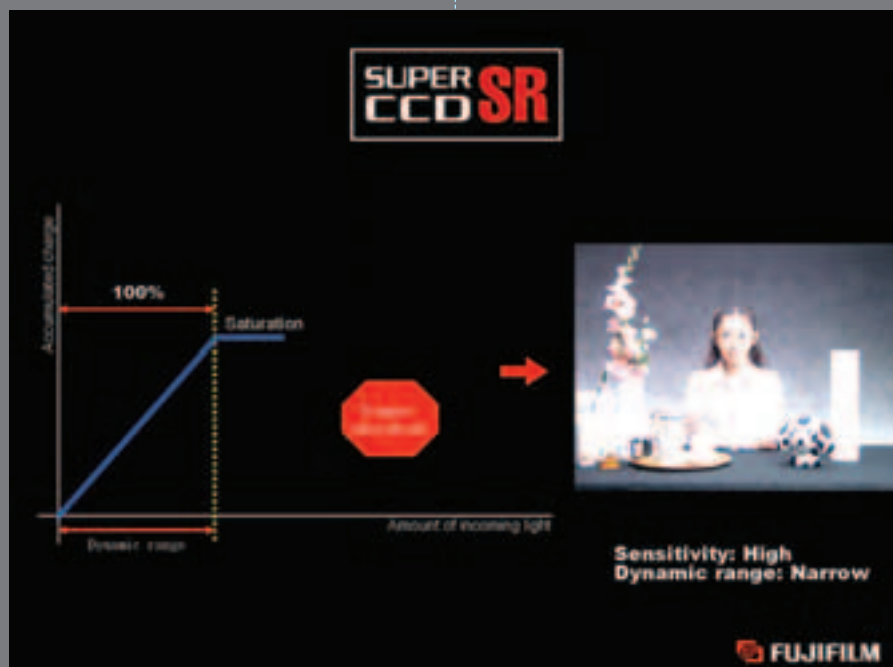 SUPER
CCD SR
Accumulated charge
100%
Saturation
Amount of incoming light
Dynamic range
Sensitivity: High
Dynamic range: Narrow
FUJIFILM